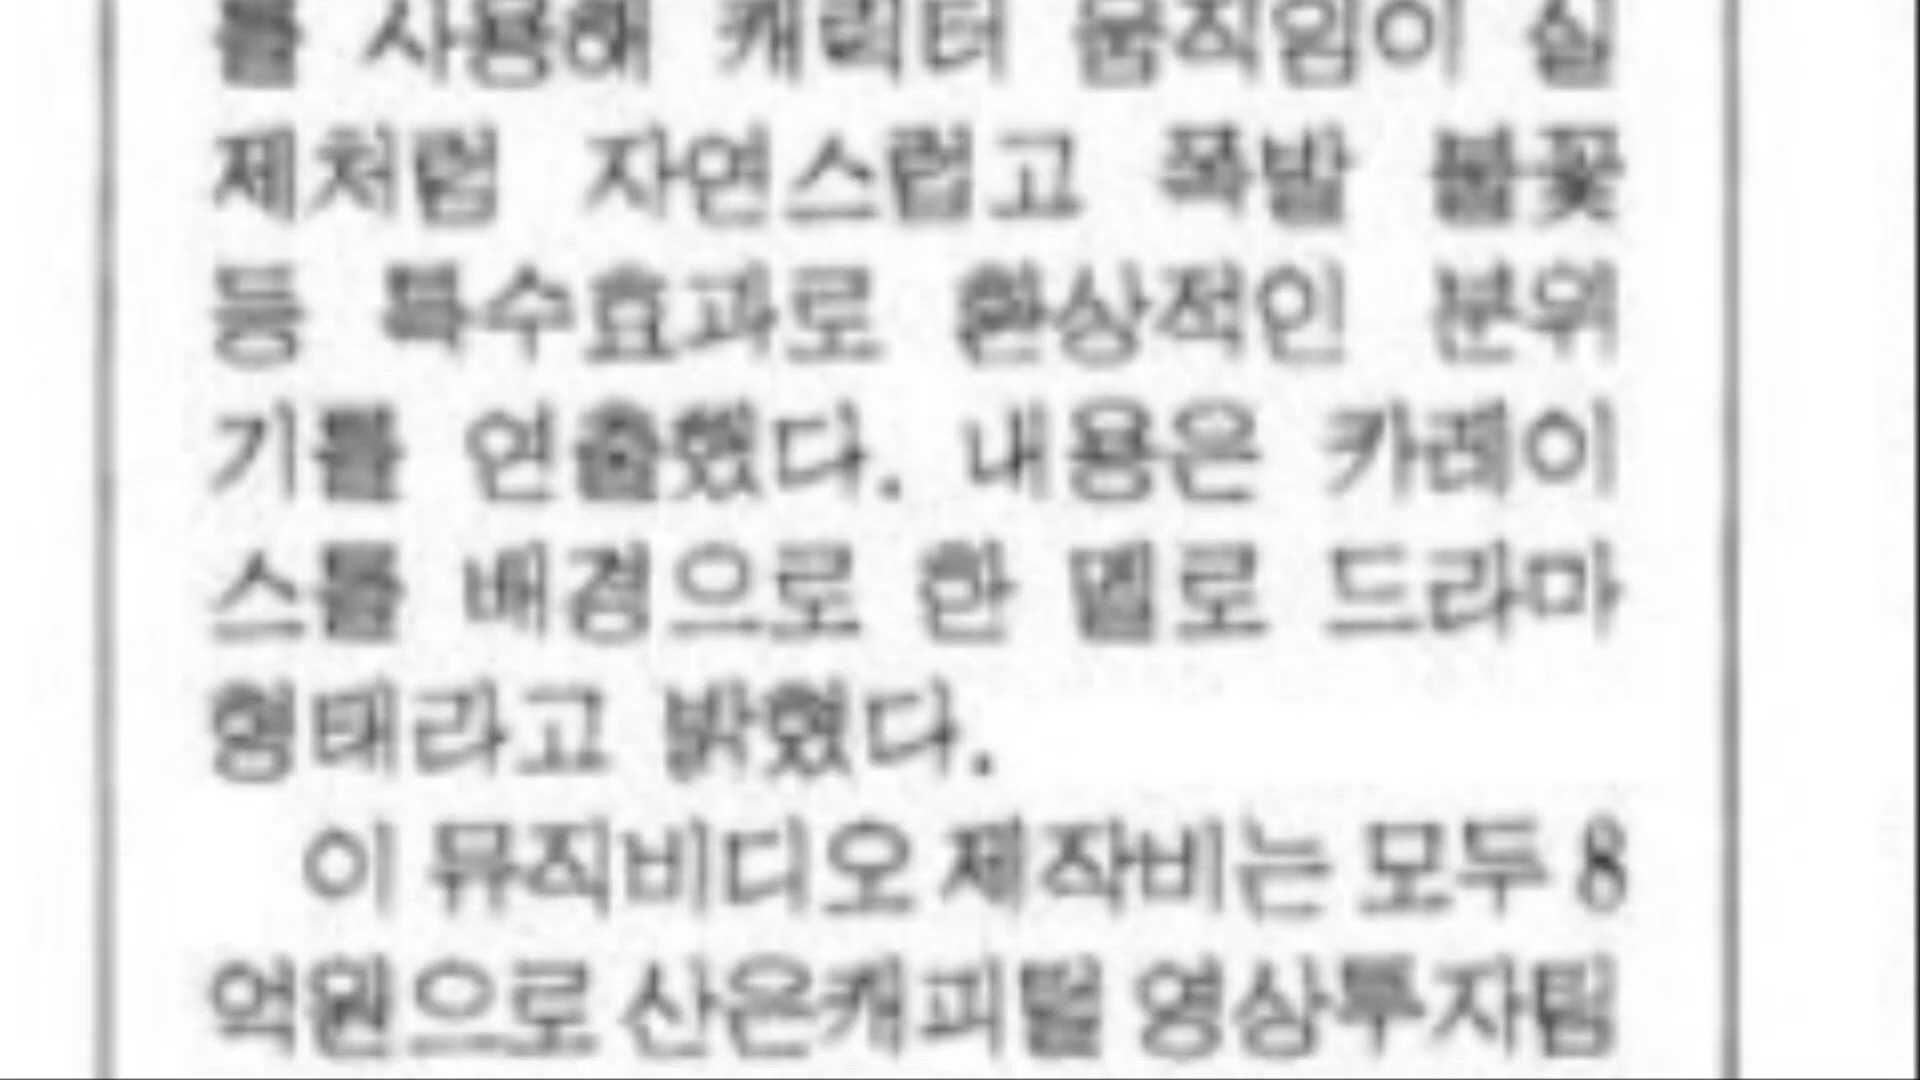 를 사용해 캐릭터 움직임이 실
제처럼 자연스럽고 폭발 불꽃
등 특수효과로 환상적인 분위
기를 연출했다. 내용은 카레이
스를 배경으로 한 멜로 드라마
형태라고 밝혔다.
이 뮤직비디오 제작비는 모두 8
억원으로 산은캐피털 영상투자팀